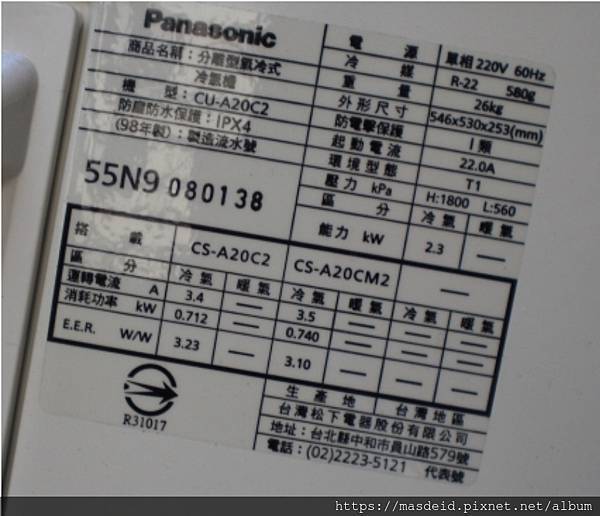 Panasonic
商品名稱：分離型氣冷式
冷氣機
機 型：CU-A20C2
防塵防水保護：IPX4
(98年製)：製造流水號
55N9 080138
電 源 單相 220V 60Hz
冷 媒 R-22 580g
重 量 26kg
外形尺寸 546x530x253(mm)
防電擊保護 I 類
起動電流 22.0A
環境型態 T1
壓力 kPa H:1800 L:560
區 分 冷氣 暖氣
能力 kW 2.3 —
搭 載 CS-A20C2 CS-A20CM2 —
區 分 冷氣 暖氣 冷氣 暖氣 冷氣 暖氣
運轉電流 A 3.4 — 3.5 — — —
消耗功率 kW 0.712 — 0.740 — — —
E.E.R. W/W 3.23 — 3.10 — — —
R31017
生產地 台灣地區
台灣松下電器股份有限公司
地址：台北縣中和市員山路579號
電話：(02)2223-5121 代表號
https://masdeid.pixnet.net/album